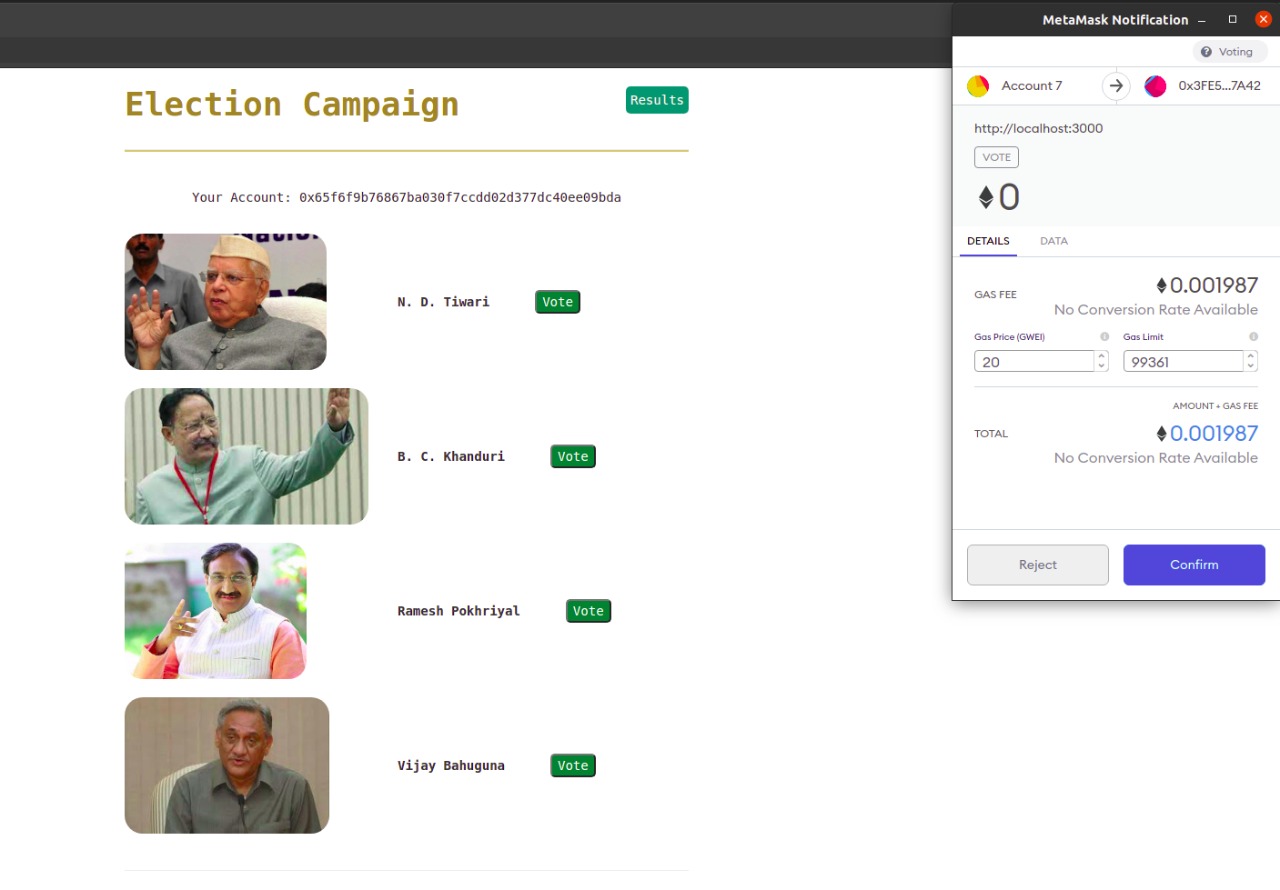 MetaMask Notification
Voting
Account 7
0x3FE5...7A42
http://localhost:3000
VOTE
0
DETAILS DATA
GAS FEE
0.001987
No Conversion Rate Available
Gas Price (GWEI) Gas Limit
20 99361
AMOUNT + GAS FEE
TOTAL
0.001987
No Conversion Rate Available
Reject Confirm
Election Campaign
Results
Your Account: 0x65f6f9b76867ba030f7ccdd02d377dc40ee09bda
N. D. Tiwari Vote
B. C. Khanduri Vote
Ramesh Pokhriyal Vote
Vijay Bahuguna Vote